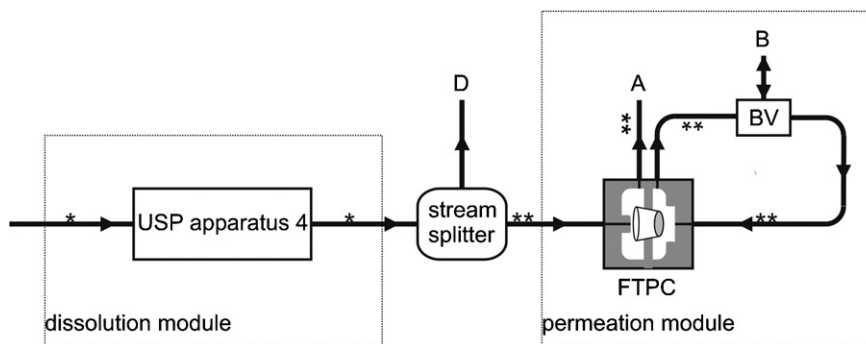 B
D
A
**
**
BV
*
USP apparatus 4
*
stream
splitter
**
**
FTPC
dissolution module
permeation module